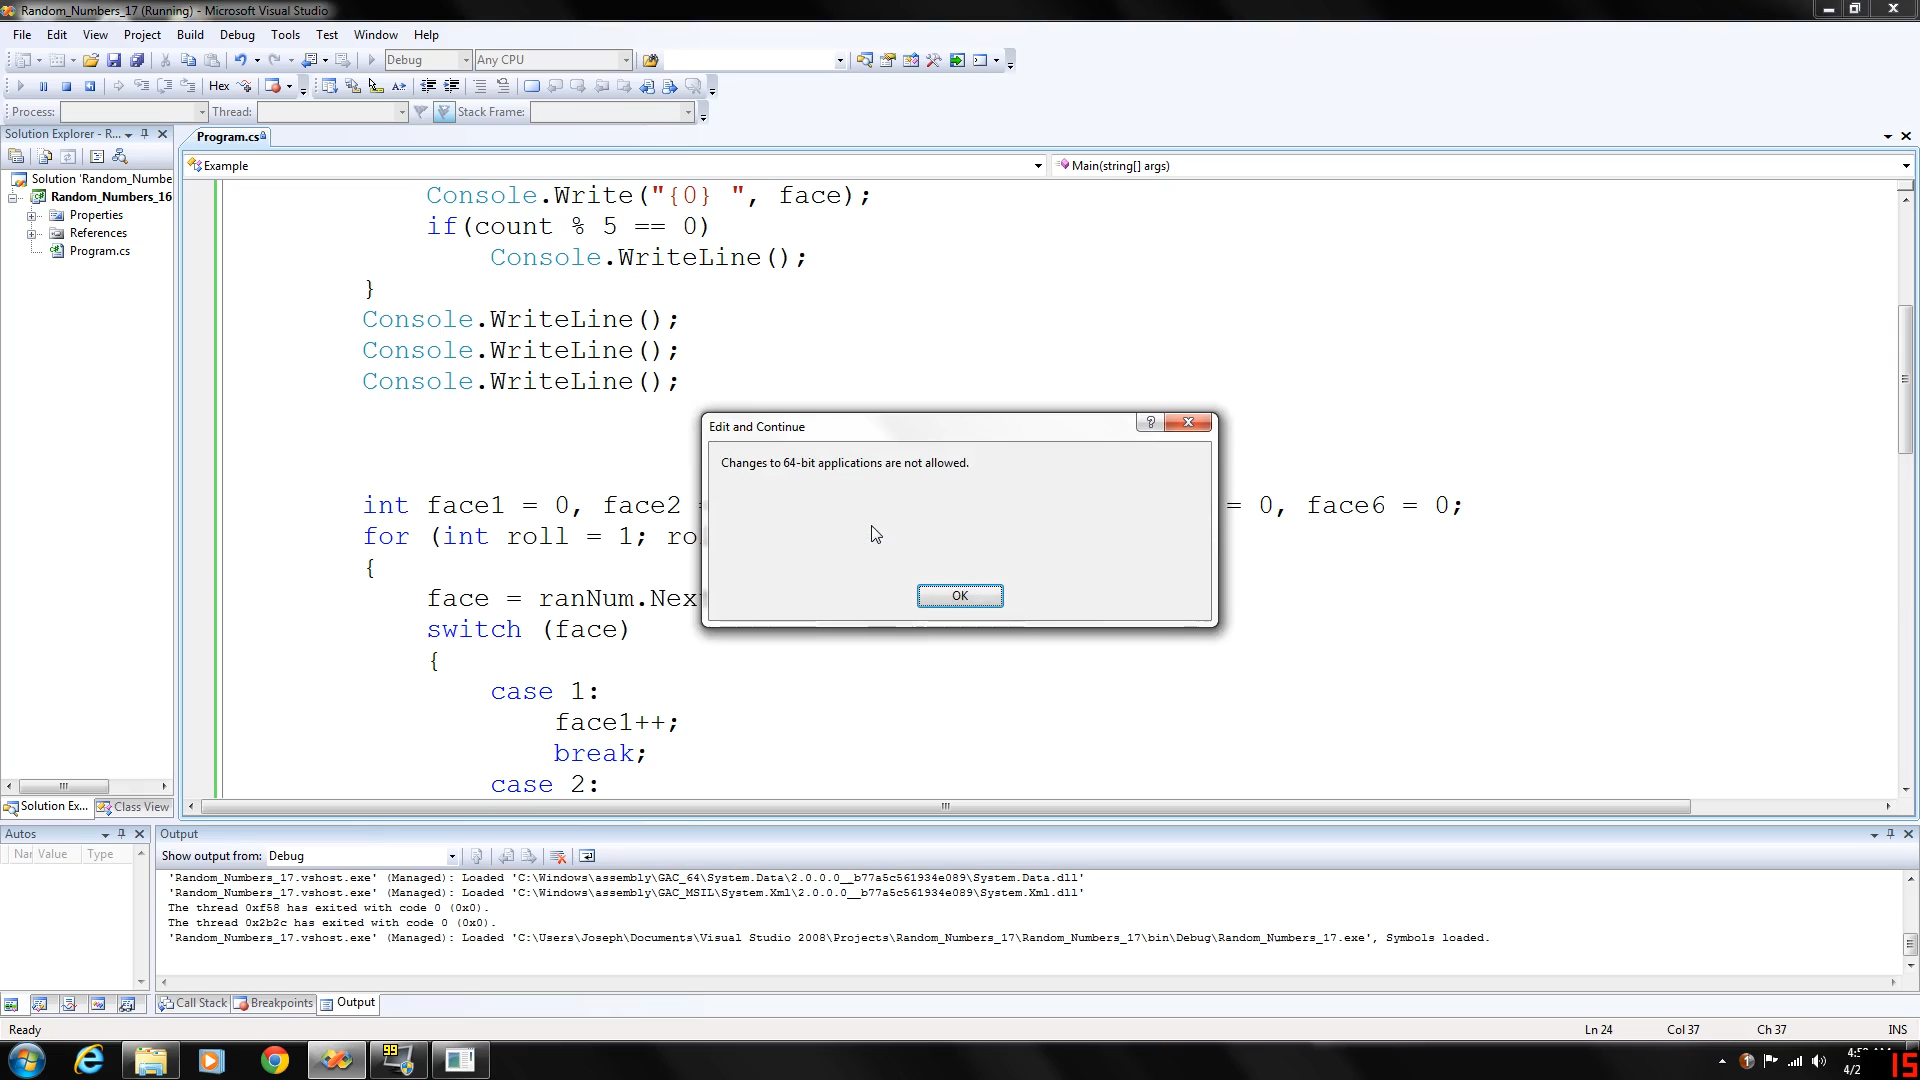 Random_Numbers_17 (Running) - Microsoft Visual Studio
File Edit View Project Build Debug Tools Test Window Help
Debug Any CPU
Hex
Process: Thread: Stack Frame:
Solution Explorer - R...
Program.cs
Example
Main(string[] args)
Solution 'Random_Numbe
Random_Numbers_16
Properties
References
Program.cs
Console.Write("{0} ", face);
if(count % 5 == 0)
Console.WriteLine();
}
Console.WriteLine();
Console.WriteLine();
Console.WriteLine();
Edit and Continue
Changes to 64-bit applications are not allowed.
OK
int face1 = 0, face2 = 0, face6 = 0;
for (int roll = 1; ro
{
face = ranNum.Nex
switch (face)
{
case 1:
face1++;
break;
case 2:
Solution Ex... Class View
Autos
Nar Value Type
Output
Show output from: Debug
'Random_Numbers_17.vshost.exe' (Managed): Loaded 'C:\Windows\assembly\GAC_64\System.Data\2.0.0.0__b77a5c561934e089\System.Data.dll'
'Random_Numbers_17.vshost.exe' (Managed): Loaded 'C:\Windows\assembly\GAC_MSIL\System.Xml\2.0.0.0__b77a5c561934e089\System.Xml.dll'
The thread 0xf58 has exited with code 0 (0x0).
The thread 0x2b2c has exited with code 0 (0x0).
'Random_Numbers_17.vshost.exe' (Managed): Loaded 'C:\Users\Joseph\Documents\Visual Studio 2008\Projects\Random_Numbers_17\Random_Numbers_17\bin\Debug\Random_Numbers_17.exe', Symbols loaded.
Call Stack Breakpoints Output
Ready
Ln 24 Col 37 Ch 37 INS
99
4/2
15